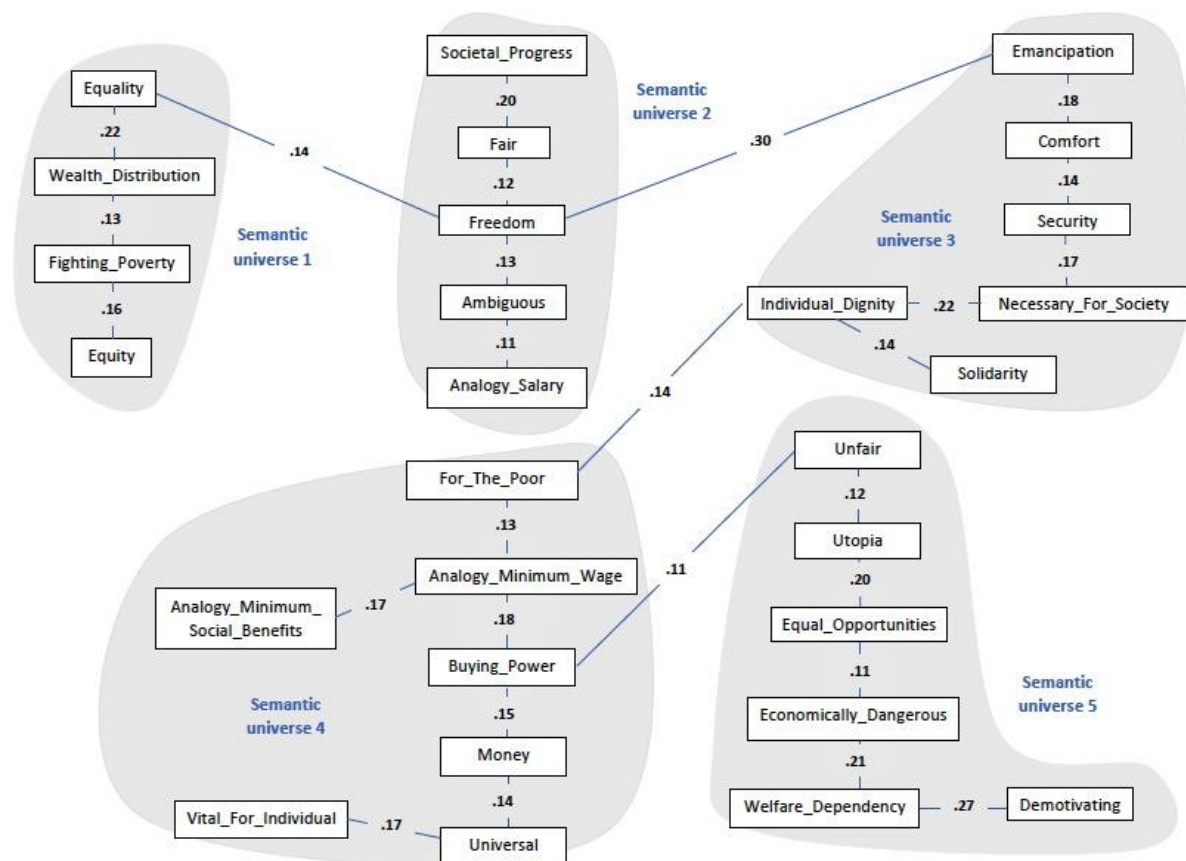 Societal_Progress
Emancipation
Equality
Semantic
universe 2
.20
.18
.22
Fair
Comfort
.14
.30
Wealth_Distribution
.12
.14
.13
Freedom
Security
Semantic
universe 1
Semantic
universe 3
Fighting_Poverty
.13
.17
.16
Ambiguous
Individual_Dignity
.22
Necessary_For_Society
Equity
.11
.14
Analogy_Salary
Solidarity
.14
Unfair
For_The_Poor
.12
.13
Utopia
Analogy_Minimum_Wage
.11
.20
Analogy_Minimum_
Social_Benefits
.17
.18
Equal_Opportunities
Buying_Power
.11
Semantic
universe 4
Semantic
universe 5
.15
Economically_Dangerous
Money
.21
.14
Welfare_Dependency
.27
Demotivating
Vital_For_Individual
.17
Universal